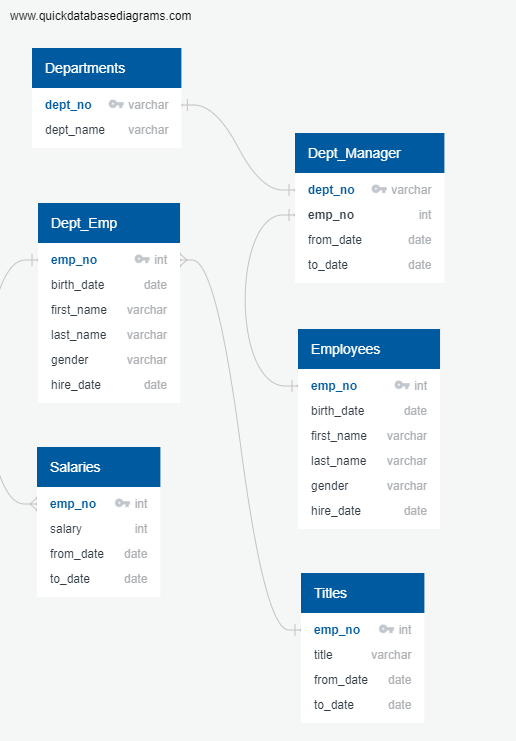 www.quickdatabasediagrams.com
Departments
dept_no varchar
dept_name varchar
Dept_Manager
dept_no varchar
emp_no int
from_date date
to_date date
Dept_Emp
emp_no int
birth_date date
first_name varchar
last_name varchar
gender varchar
hire_date date
Employees
emp_no int
birth_date date
first_name varchar
last_name varchar
gender varchar
hire_date date
Salaries
emp_no int
salary int
from_date date
to_date date
Titles
emp_no int
title varchar
from_date date
to_date date